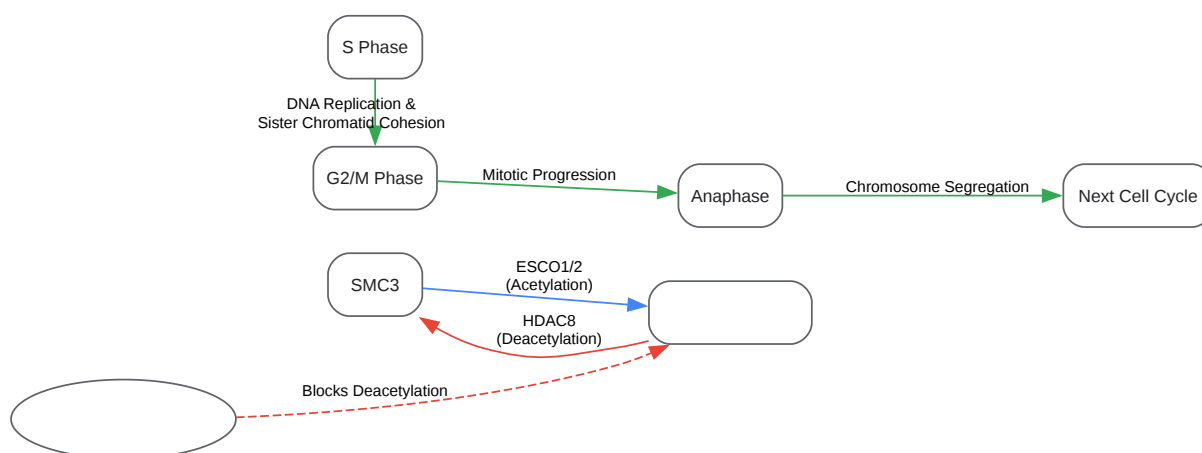 S Phase
DNA Replication &
Sister Chromatid Cohesion
G2/M Phase
Mitotic Progression
Anaphase
Chromosome Segregation
Next Cell Cycle
SMC3
ESCO1/2
(Acetylation)
HDAC8
(Deacetylation)
Blocks Deacetylation